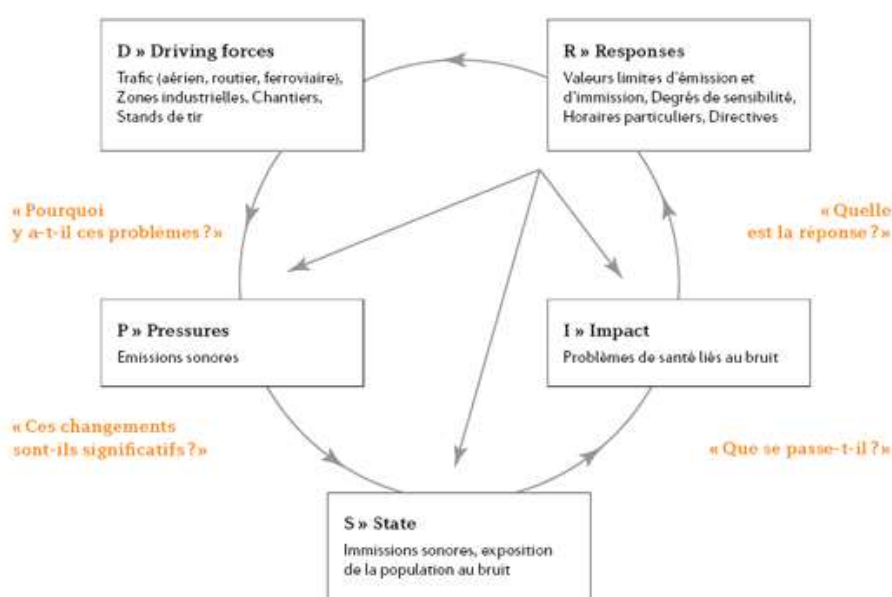 D » Driving forces
Trafic (aérien, routier, ferroviaire),
Zones industrielles, Chantiers,
Stands de tir
R » Responses
Valeurs limites d'émission et
d'immission, Degrés de sensibilité,
Horaires particuliers, Directives
« Pourquoi
y a-t-il ces problèmes ? »
« Quelle
est la réponse ? »
P » Pressures
Emissions sonores
I » Impact
Problèmes de santé liés au bruit
« Ces changements
sont-ils significatifs ? »
« Que se passe-t-il ? »
S » State
Immissions sonores, exposition
de la population au bruit